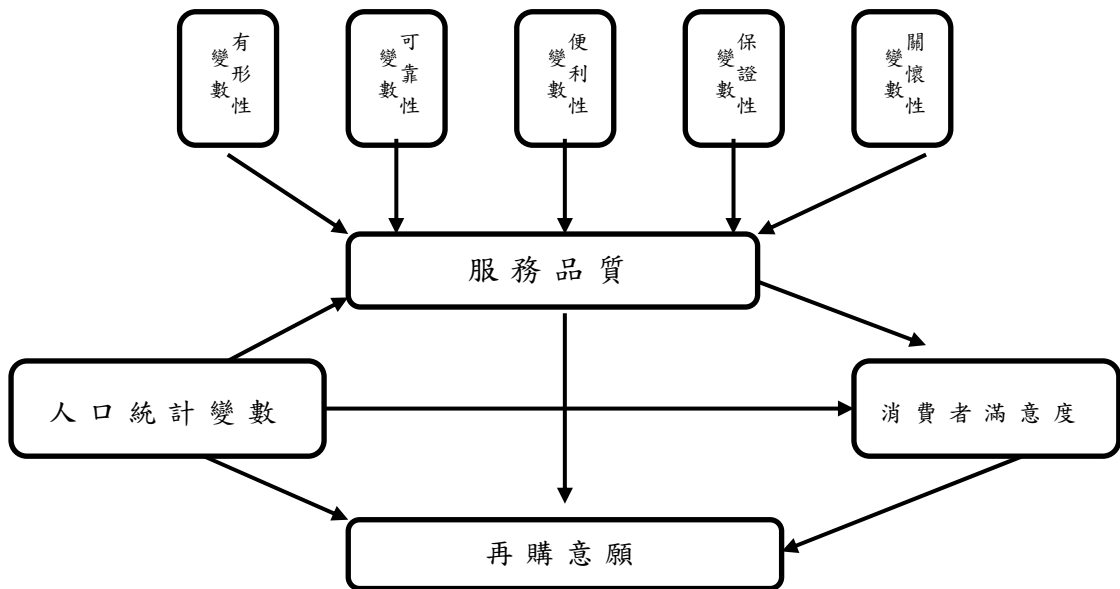 有形性
變數
可靠性
變數
便利性
變數
保證性
變數
關懷性
變數
服務品質
人口統計變數
消費者滿意度
再購意願